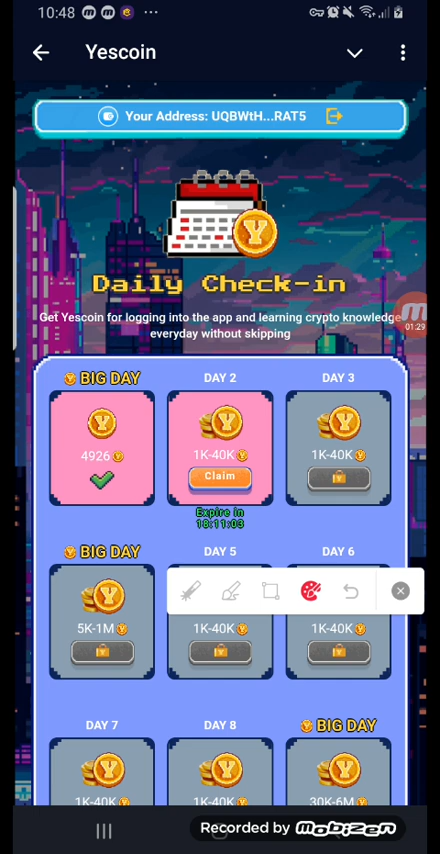 10:48
Yescoin
Your Address: UQBWtH...RAT5
Daily Check-in
Get Yescoin for logging into the app and learning crypto knowledge
everyday without skipping
01:29
BIG DAY
DAY 2
DAY 3
4926
1K-40K
1K-40K
Claim
Expire in
18:11:03
BIG DAY
DAY 5
DAY 6
5K-1M
1K-40K
1K-40K
DAY 7
DAY 8
BIG DAY
1K-40K
1K-40K
30K-6M
Recorded by Mobizen